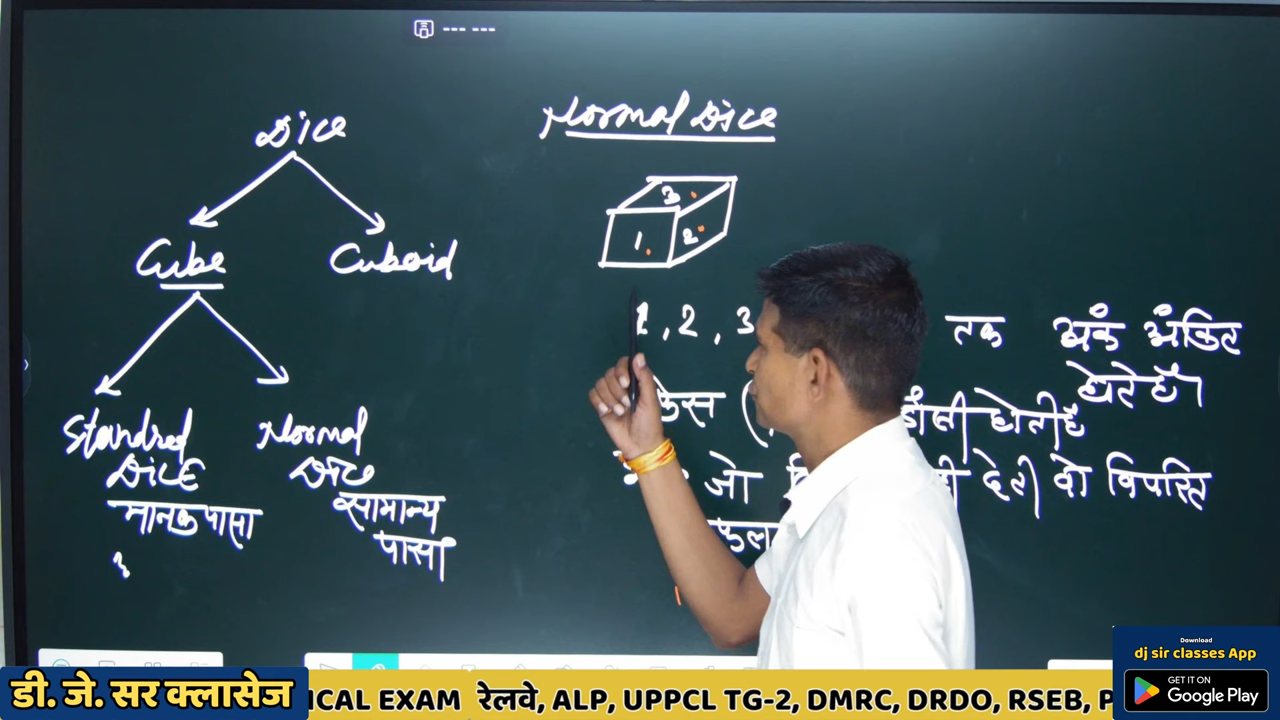 Dice
Cube
Cuboid
Standred
Dice
मानक पासा
Normal
Dice
सामान्य
पासा
Normal Dice
3
1
2
1, 2, 3
तक अंक अंकित
होते हैं।
होती है
जो
वो विपरित
डी. जे. सर क्लासेज
ICAL EXAM रेलवे, ALP, UPPCL TG-2, DMRC, DRDO, RSEB, P
Download
dj sir classes App
GET IT ON
Google Play